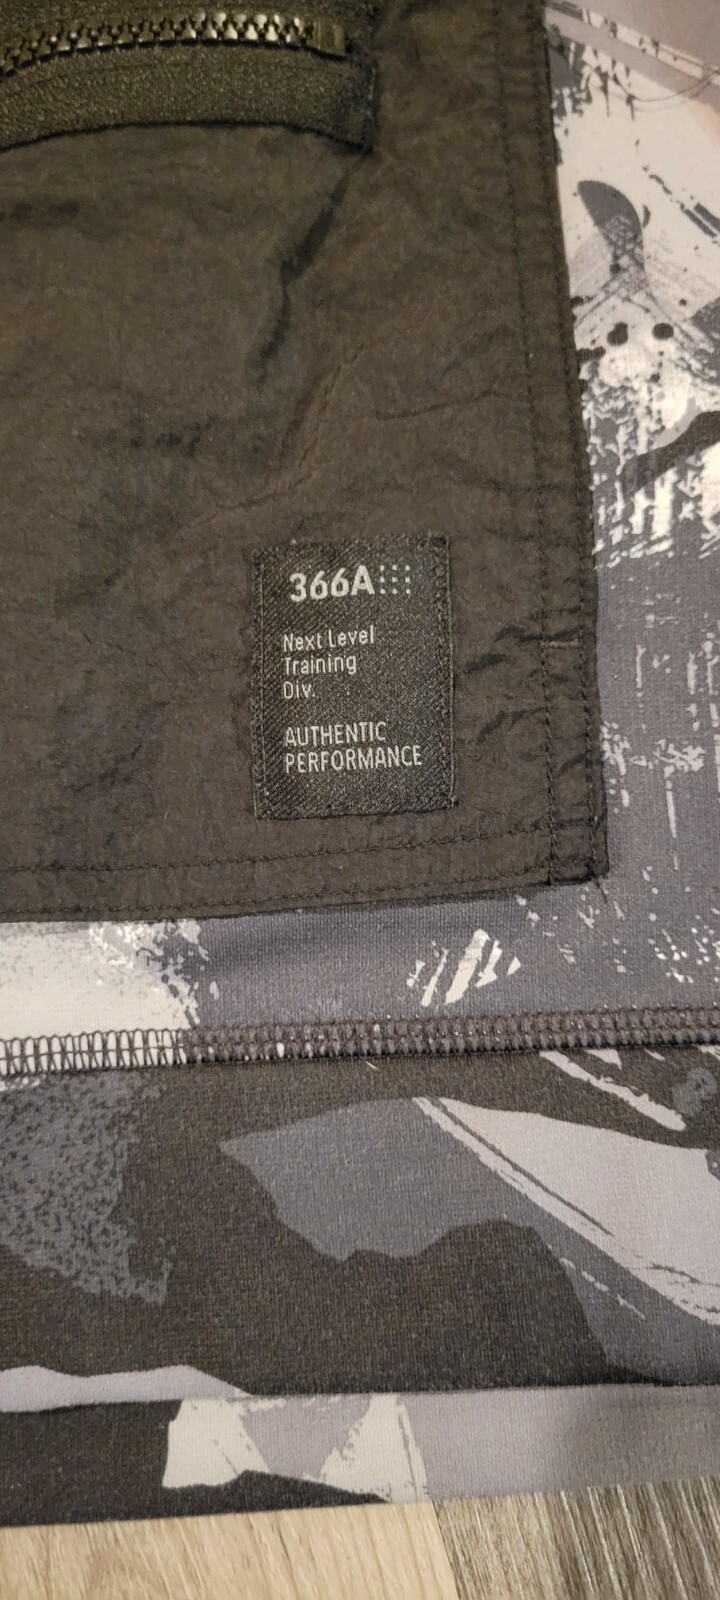 366A
Next Level
Training
Div.
AUTHENTIC
PERFORMANCE